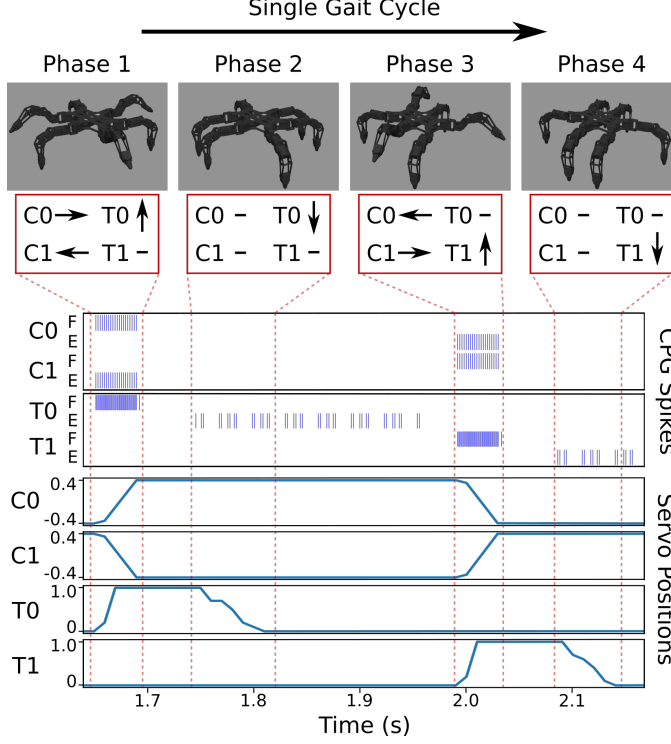 Single Gait Cycle
Phase 1 Phase 2 Phase 3 Phase 4
C0 T0 C0 – T0 C0 T0 – C0 – T0 –
C1 T1 – C1 – T1 – C1 T1 C1 – T1
C0 F
E
C1 F
E
T0 F
E
T1 F
E
CPG Spikes
C0 0.4
-0.4
C1 0.4
-0.4
T0 1.0
0
T1 1.0
0
Servo Positions
1.7 1.8 1.9 2.0 2.1
Time (s)